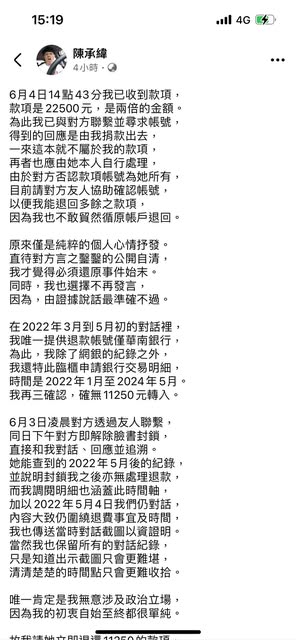 15:19
4G
陳承緯
4小時·
6月4日14點43分我已收到款項，
款項是22500元，是兩倍的金額。
為此我已與對方聯繫並尋求帳號，
得到的回應是由我捐款出去，
一來這本就不屬於我的款項，
再者也應由她本人自行處理，
由於對方否認款項帳號為她所有，
目前請對方友人協助確認帳號，
以便我能退回多餘之款項，
因為我也不敢貿然循原帳戶退回。
原來僅是純粹的個人心情抒發。
直待對方言之鑿鑿的公開自清，
我才覺得必須還原事件始末。
同時，我也選擇不再發言，
因為，由證據說話最準確不過。
在2022年3月到5月初的對話裡，
我唯一提供退款帳號僅華南銀行，
為此，我除了網銀的紀錄之外，
我還特此臨櫃申請銀行交易明細，
時間是2022年1月至2024年5月。
我再三確認，確無11250元轉入。
6月3日凌晨對方透過友人聯繫，
同日下午對方即解除臉書封鎖，
直接和我對話、回應並追溯。
她能查到的2022年5月後的紀錄，
並說明封鎖我之後亦無處理退款，
而我調閱明細也涵蓋此時間軸，
加以2022年5月4日我們仍對話，
內容大致仍圍繞退費事宜及時間，
我也傳送當時對話截圖以資證明。
當然我也保留所有的對話紀錄，
只是知道出示截圖只會更難堪，
清清楚楚的時間點只會更難收拾。
唯一肯定是我無意涉及政治立場，
因為我的初衷自始至終都很單純。
故我請她立即退還11250的款項，